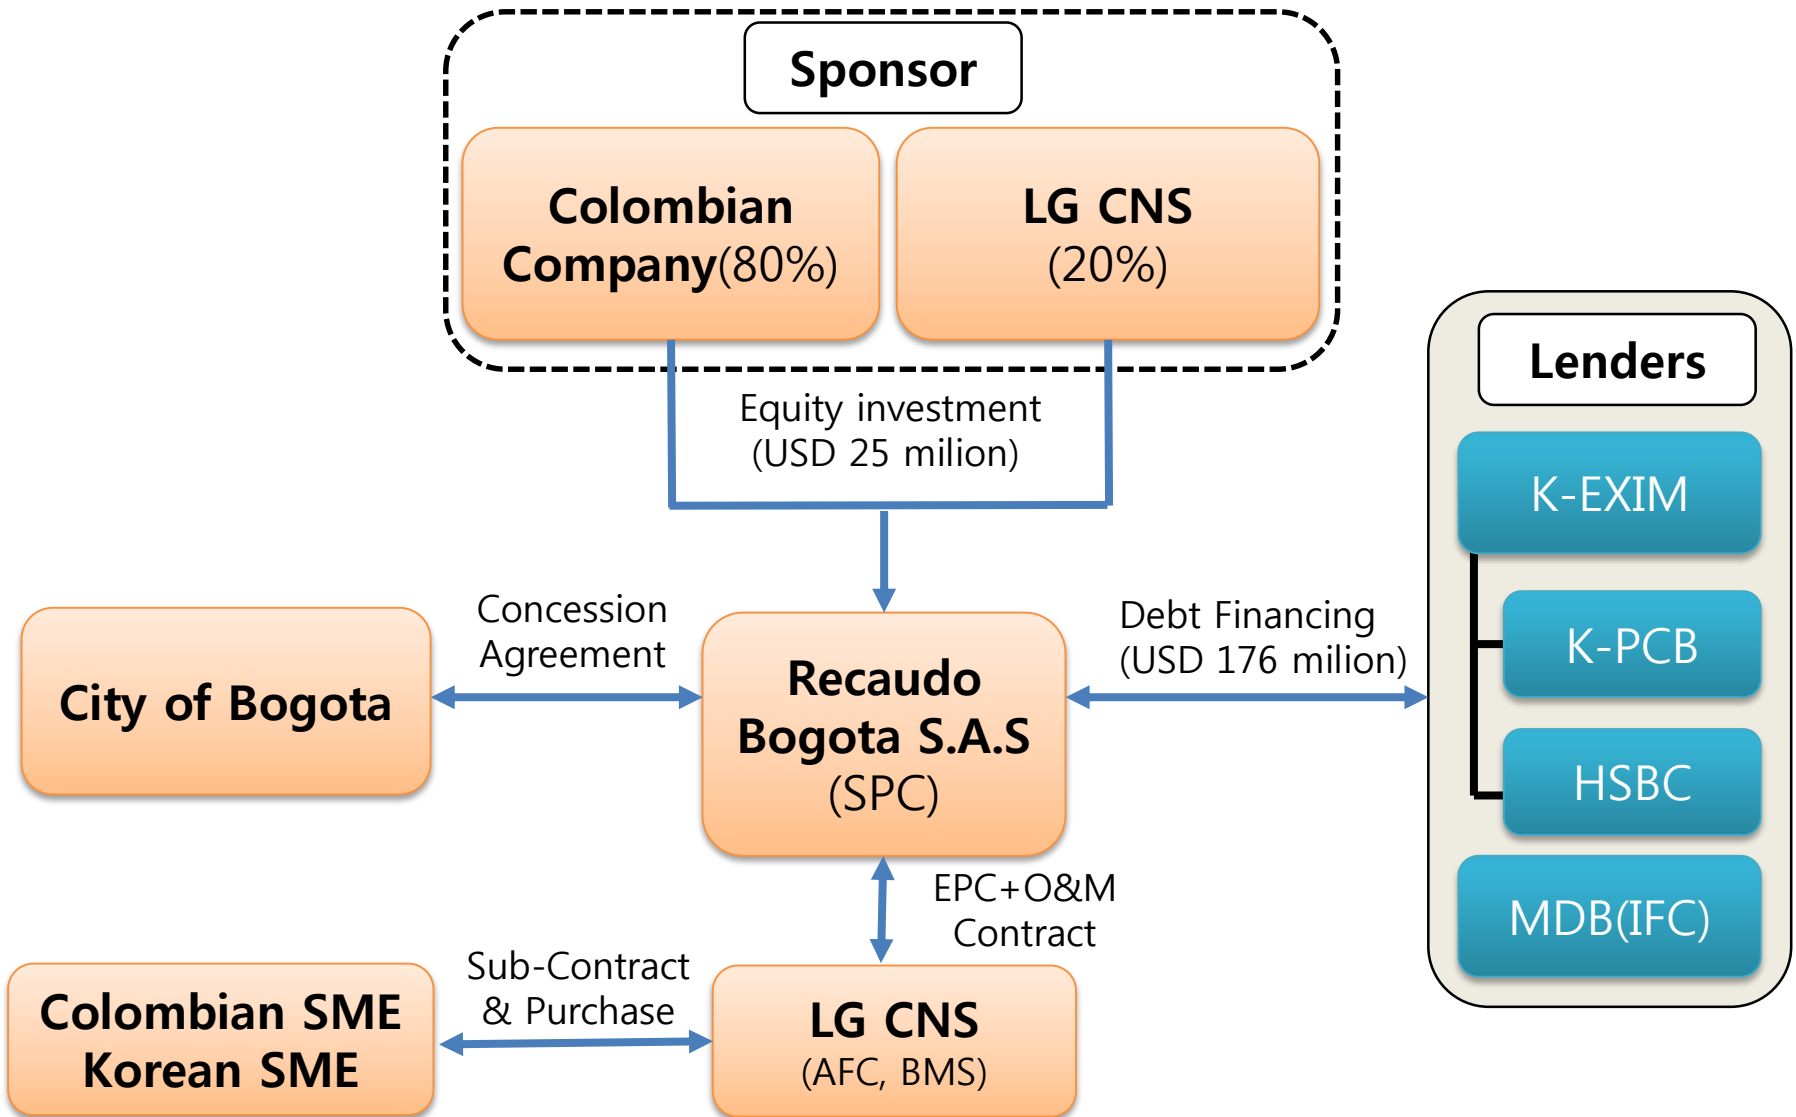 Sponsor
Colombian
Company(80%)
LG CNS
(20%)
Equity investment
(USD 25 milion)
Lenders
K-EXIM
K-PCB
HSBC
MDB(IFC)
Concession
Agreement
Debt Financing
(USD 176 milion)
City of Bogota
Recaudo
Bogota S.A.S
(SPC)
EPC+O&M
Contract
Sub-Contract
& Purchase
Colombian SME
Korean SME
LG CNS
(AFC, BMS)